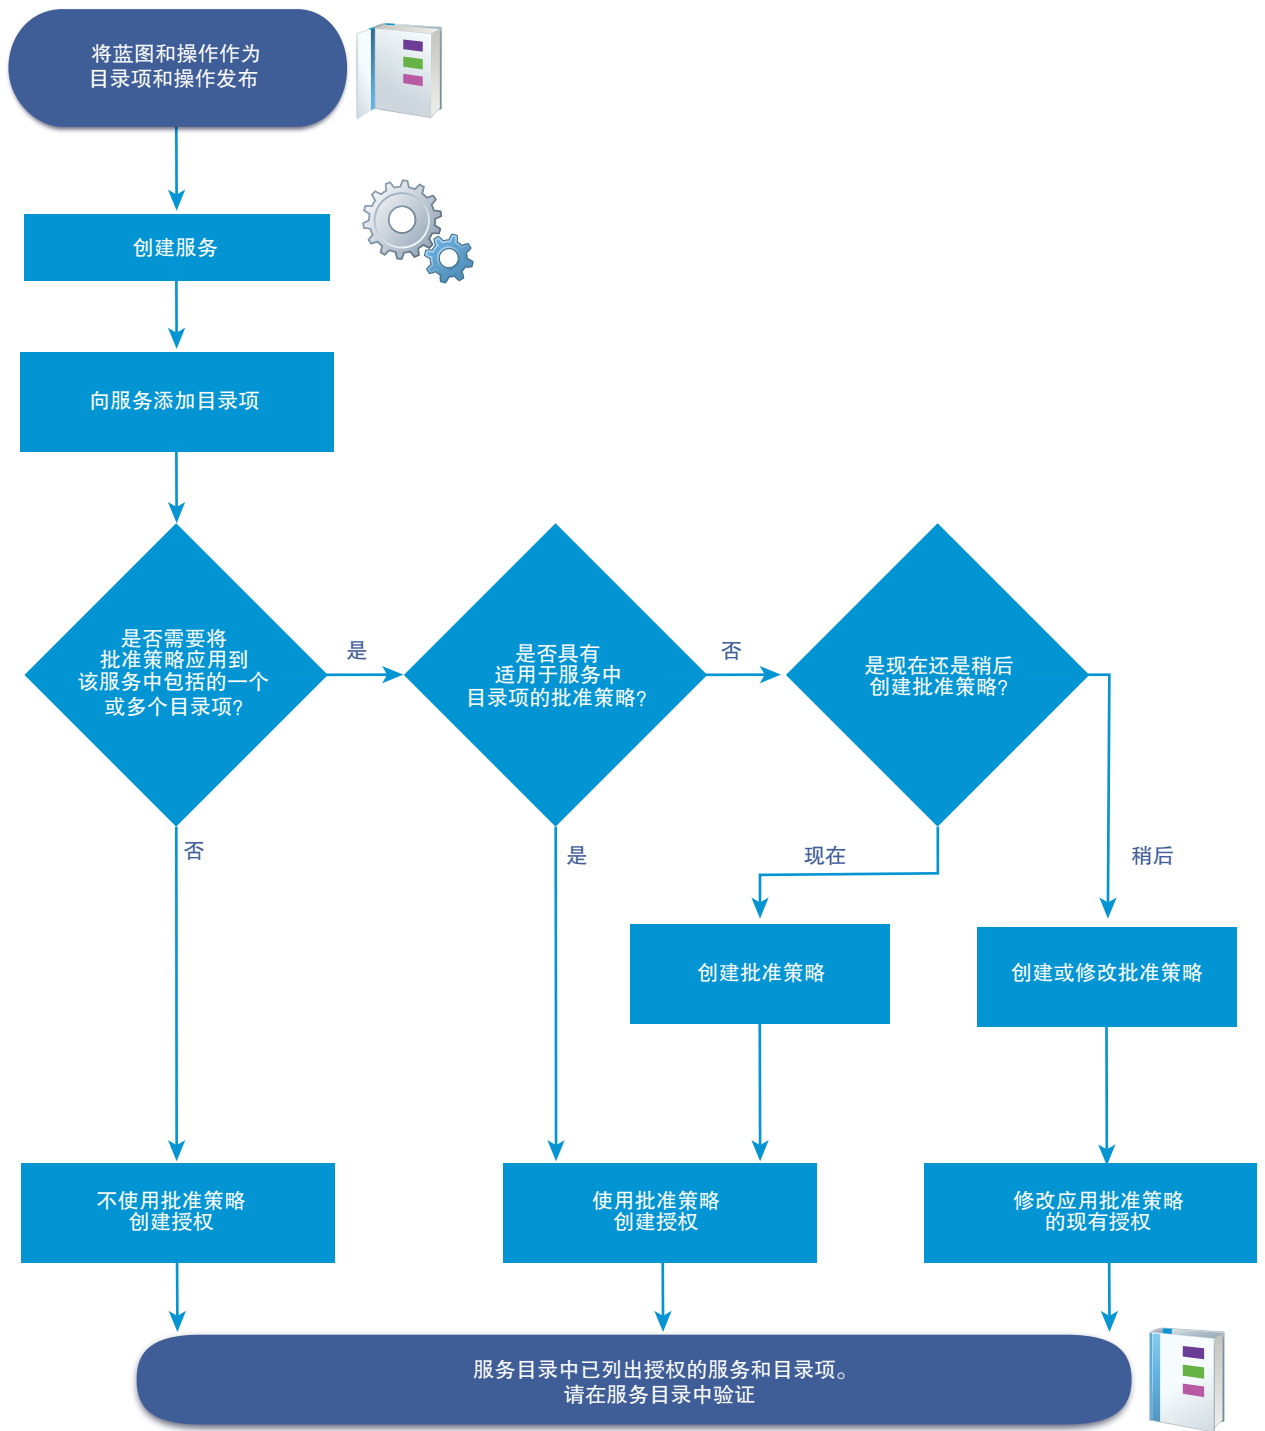 将蓝图和操作作为
目录项和操作发布
创建服务
向服务添加目录项
是否需要将
批准策略应用到
该服务中包括的一个
或多个目录项?
是
是否具有
适用于服务中
目录项的批准策略?
否
是现在还是稍后
创建批准策略?
否
是
现在
稍后
创建批准策略
创建或修改批准策略
不使用批准策略
创建授权
使用批准策略
创建授权
修改应用批准策略
的现有授权
服务目录中已列出授权的服务和目录项。
请在服务目录中验证